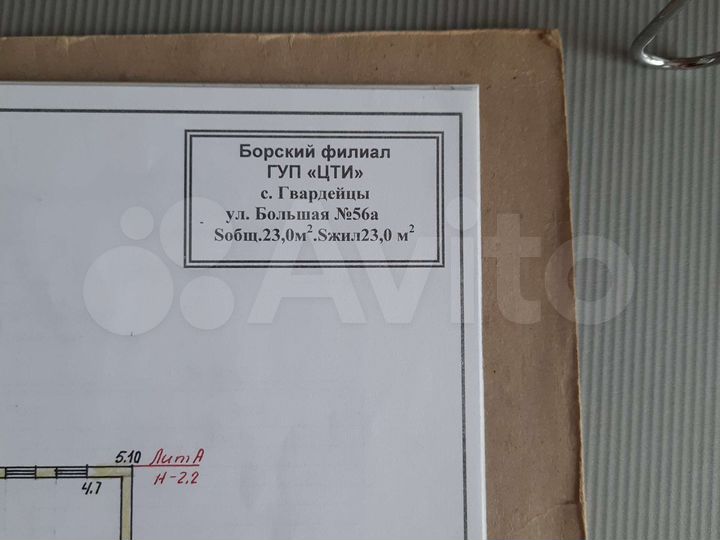 Борский филиал
ГУП «ЦТИ»
с. Гвардейцы
ул. Большая №56а
Sобщ.23,0м².Sжил23,0 м²
Avito
5.10 Лит А
Н-2,2
4.7